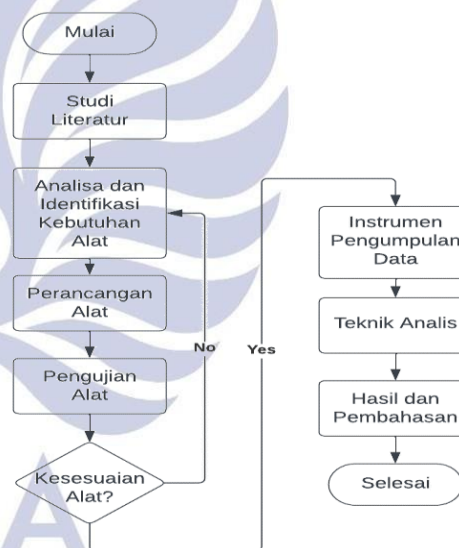 Mulai
Studi
Literatur
Analisa dan
Identifikasi
Kebutuhan
Alat
Perancangan
Alat
Pengujian
Alat
Kesesuaian
Alat?
No
Yes
Instrumen
Pengumpulan
Data
Teknik Analis
Hasil dan
Pembahasan
Selesai
A